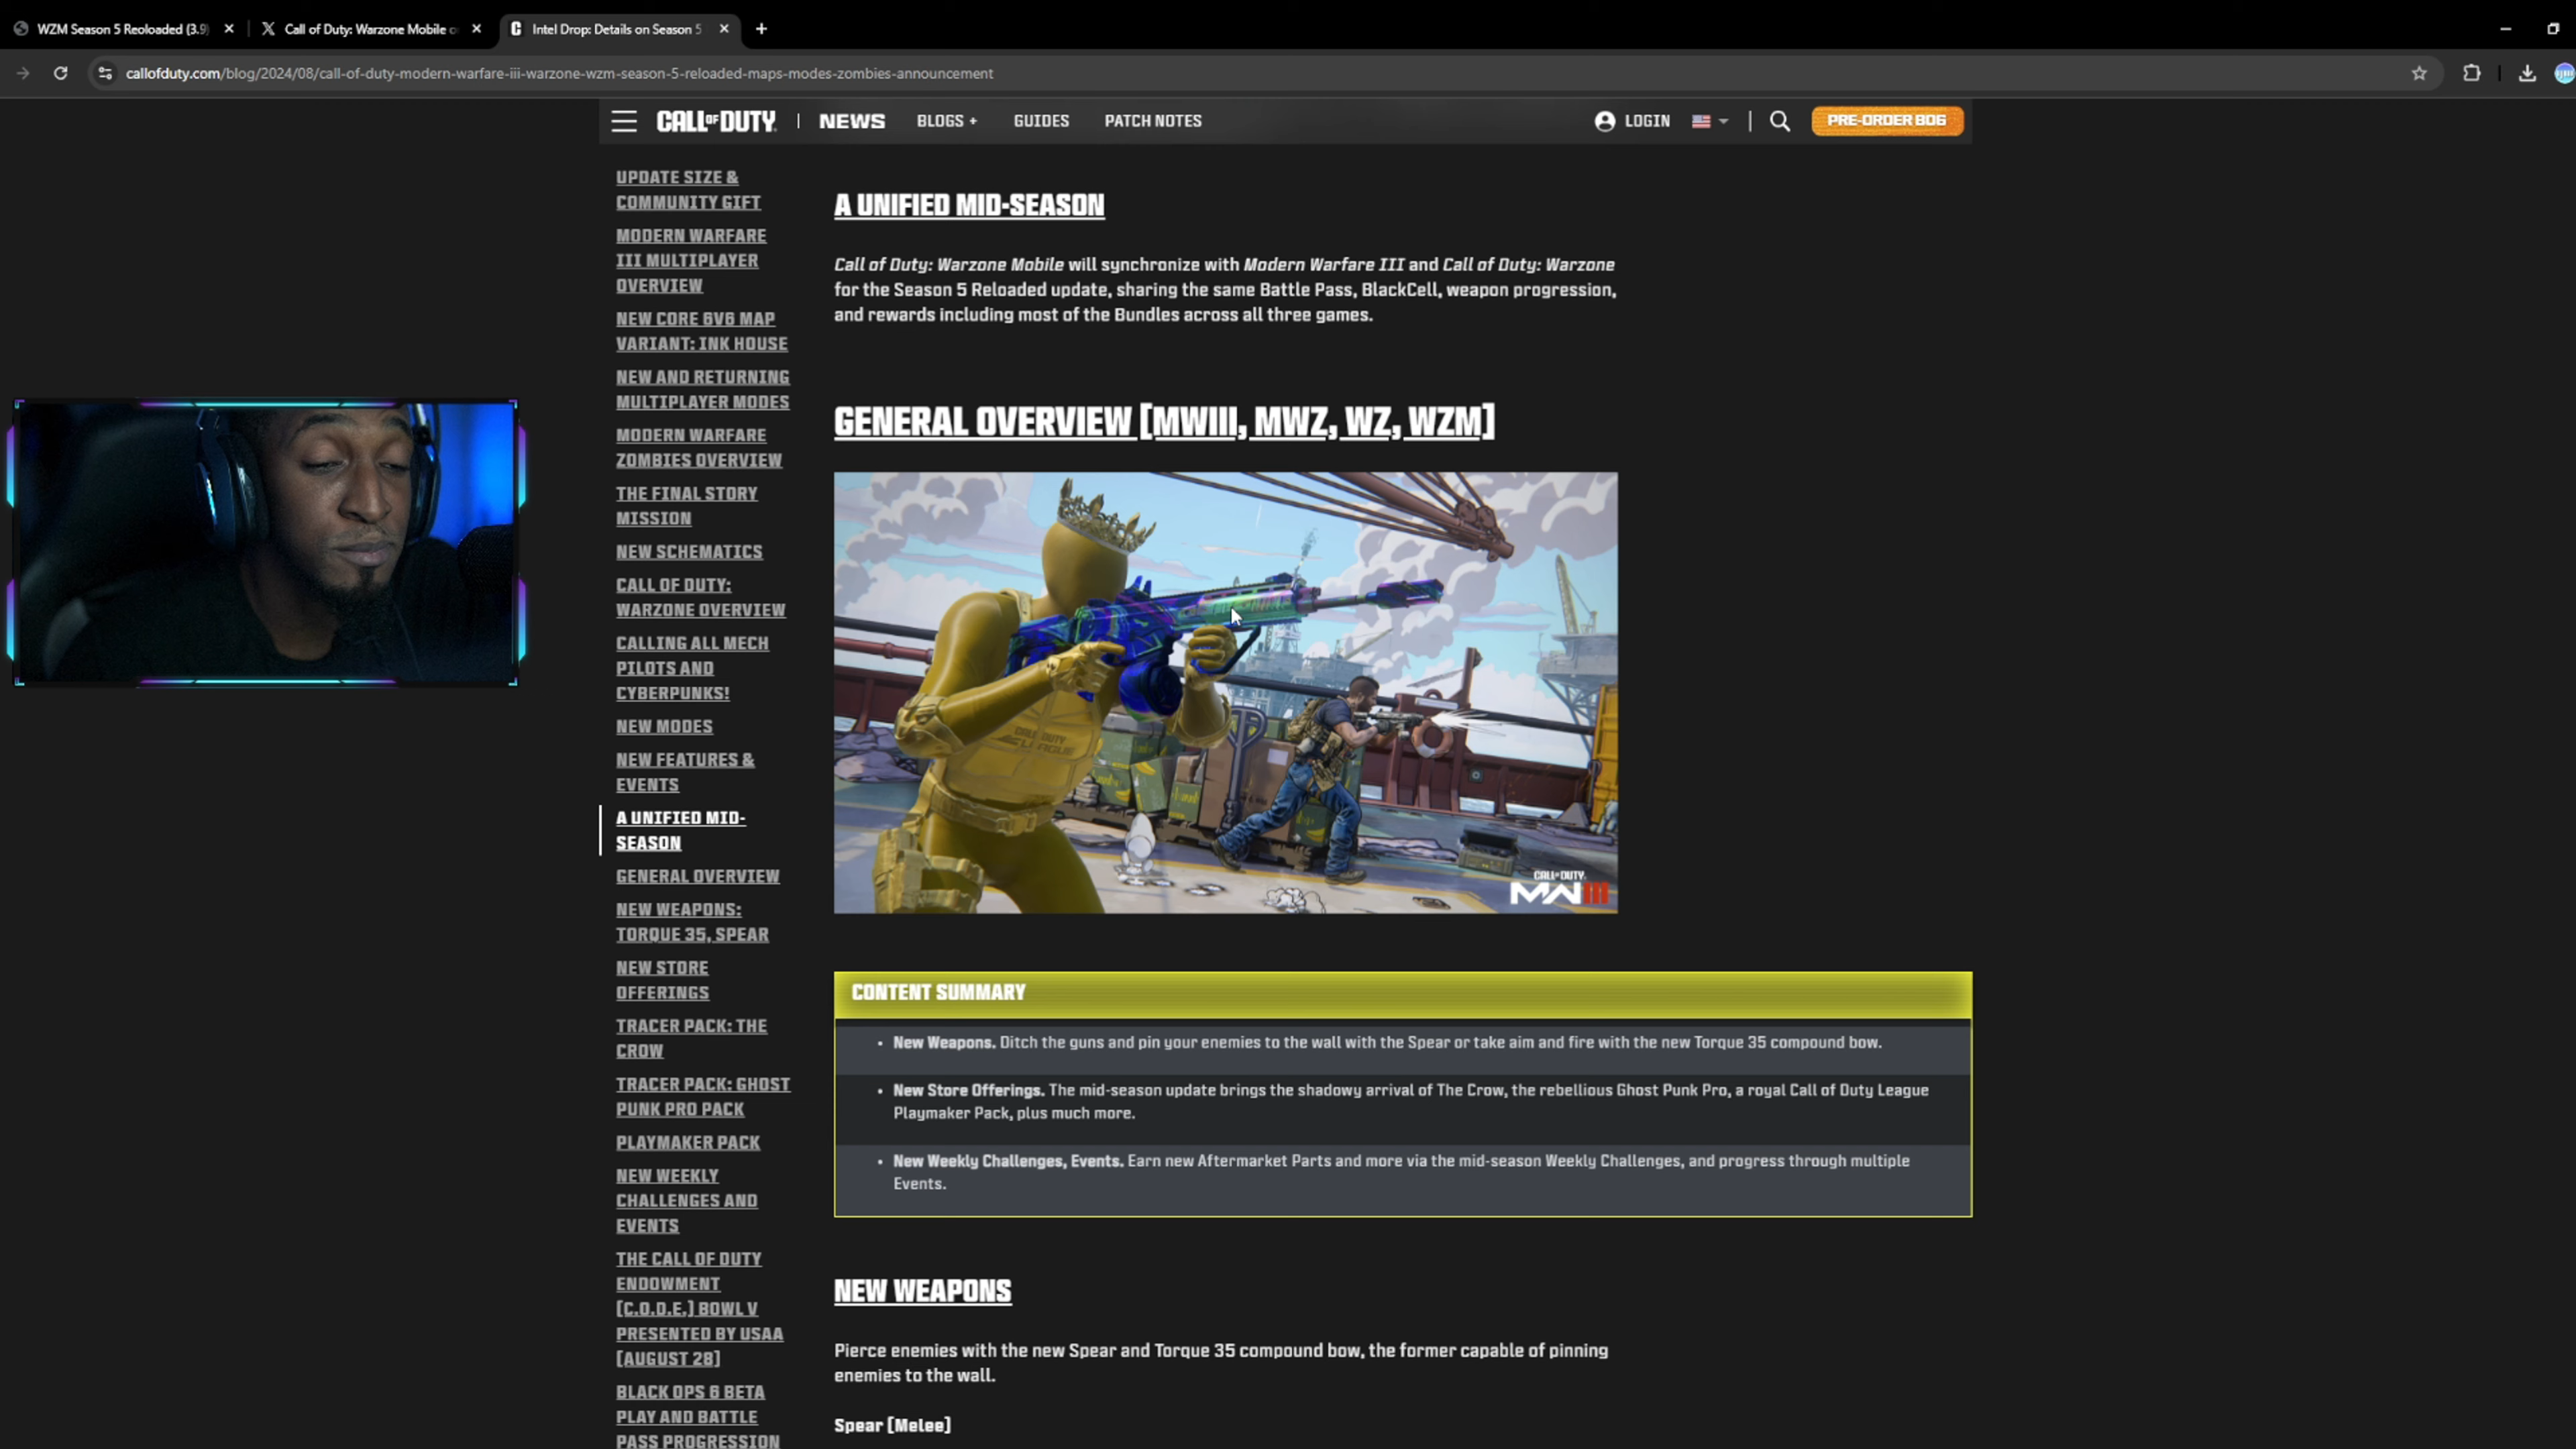 WZM Season 5 Reoloaded (3.9)
Call of Duty: Warzone Mobile o
Intel Drop: Details on Season 5
callofduty.com/blog/2024/08/call-of-duty-modern-warfare-iii-warzone-wzm-season-5-reloaded-maps-modes-zombies-announcement
CALL OF DUTY | NEWS BLOGS + GUIDES PATCH NOTES LOGIN PRE-ORDER BO6
UPDATE SIZE &
COMMUNITY GIFT
MODERN WARFARE
III MULTIPLAYER
OVERVIEW
NEW CORE 6V6 MAP
VARIANT: INK HOUSE
NEW AND RETURNING
MULTIPLAYER MODES
MODERN WARFARE
ZOMBIES OVERVIEW
THE FINAL STORY
MISSION
NEW SCHEMATICS
CALL OF DUTY:
WARZONE OVERVIEW
CALLING ALL MECH
PILOTS AND
CYBERPUNKS!
NEW MODES
NEW FEATURES &
EVENTS
A UNIFIED MID-
SEASON
GENERAL OVERVIEW
NEW WEAPONS:
TORQUE 35, SPEAR
NEW STORE
OFFERINGS
TRACER PACK: THE
CROW
TRACER PACK: GHOST
PUNK PRO PACK
PLAYMAKER PACK
NEW WEEKLY
CHALLENGES AND
EVENTS
THE CALL OF DUTY
ENDOWMENT
[C.O.D.E.] BOWL V
PRESENTED BY USAA
[AUGUST 28]
BLACK OPS 6 BETA
PLAY AND BATTLE
PASS PROGRESSION
A UNIFIED MID-SEASON
Call of Duty: Warzone Mobile will synchronize with Modern Warfare III and Call of Duty: Warzone
for the Season 5 Reloaded update, sharing the same Battle Pass, BlackCell, weapon progression,
and rewards including most of the Bundles across all three games.
GENERAL OVERVIEW [MWIII, MWZ, WZ, WZM]
CALL OF DUTY
LEAGUE
CALL OF DUTY
MWIII
CONTENT SUMMARY
• New Weapons. Ditch the guns and pin your enemies to the wall with the Spear or take aim and fire with the new Torque 35 compound bow.
• New Store Offerings. The mid-season update brings the shadowy arrival of The Crow, the rebellious Ghost Punk Pro, a royal Call of Duty League
Playmaker Pack, plus much more.
• New Weekly Challenges, Events. Earn new Aftermarket Parts and more via the mid-season Weekly Challenges, and progress through multiple
Events.
NEW WEAPONS
Pierce enemies with the new Spear and Torque 35 compound bow, the former capable of pinning
enemies to the wall.
Spear [Melee]